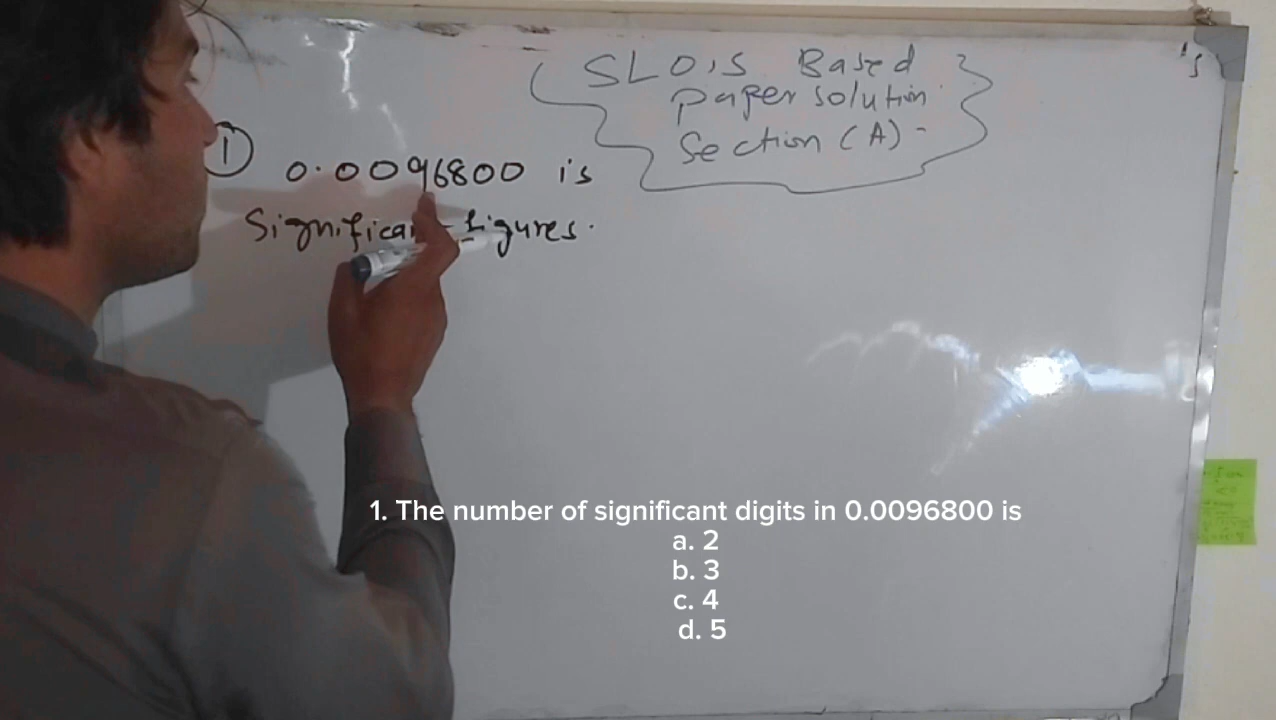 SLO,s Based
paper solution
Section (A) -
's
① 0.0096800 is
Significant figures.
1. The number of significant digits in 0.0096800 is
a. 2
b. 3
c. 4
d. 5